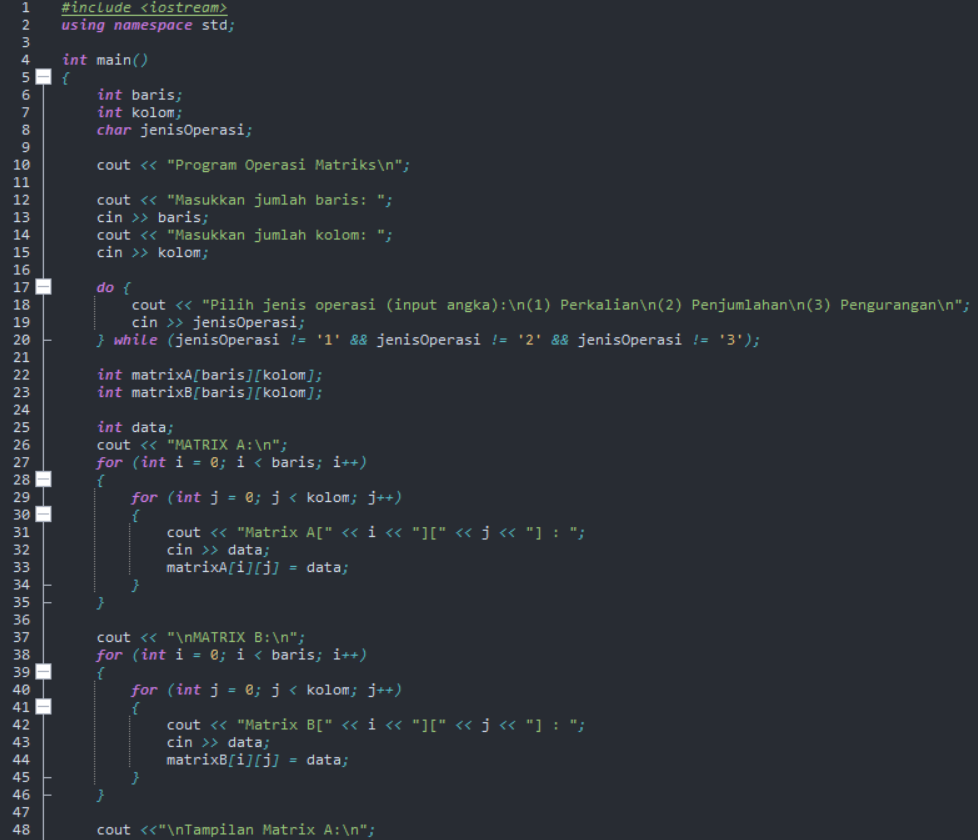 1 #include <iostream>
2 using namespace std;
3
4 int main()
5 {
6 int baris;
7 int kolom;
8 char jenisOperasi;
9
10 cout << "Program Operasi Matriks\n";
11
12 cout << "Masukkan jumlah baris: ";
13 cin >> baris;
14 cout << "Masukkan jumlah kolom: ";
15 cin >> kolom;
16
17 do {
18 cout << "Pilih jenis operasi (input angka):\n(1) Perkalian\n(2) Penjumlahan\n(3) Pengurangan\n";
19 cin >> jenisOperasi;
20 } while (jenisOperasi != '1' && jenisOperasi != '2' && jenisOperasi != '3');
21
22 int matrixA[baris][kolom];
23 int matrixB[baris][kolom];
24
25 int data;
26 cout << "MATRIX A:\n";
27 for (int i = 0; i < baris; i++)
28 {
29 for (int j = 0; j < kolom; j++)
30 {
31 cout << "Matrix A[" << i << "][" << j << "] : ";
32 cin >> data;
33 matrixA[i][j] = data;
34 }
35 }
36
37 cout << "\nMATRIX B:\n";
38 for (int i = 0; i < baris; i++)
39 {
40 for (int j = 0; j < kolom; j++)
41 {
42 cout << "Matrix B[" << i << "][" << j << "] : ";
43 cin >> data;
44 matrixB[i][j] = data;
45 }
46 }
47
48 cout <<"\nTampilan Matrix A:\n";